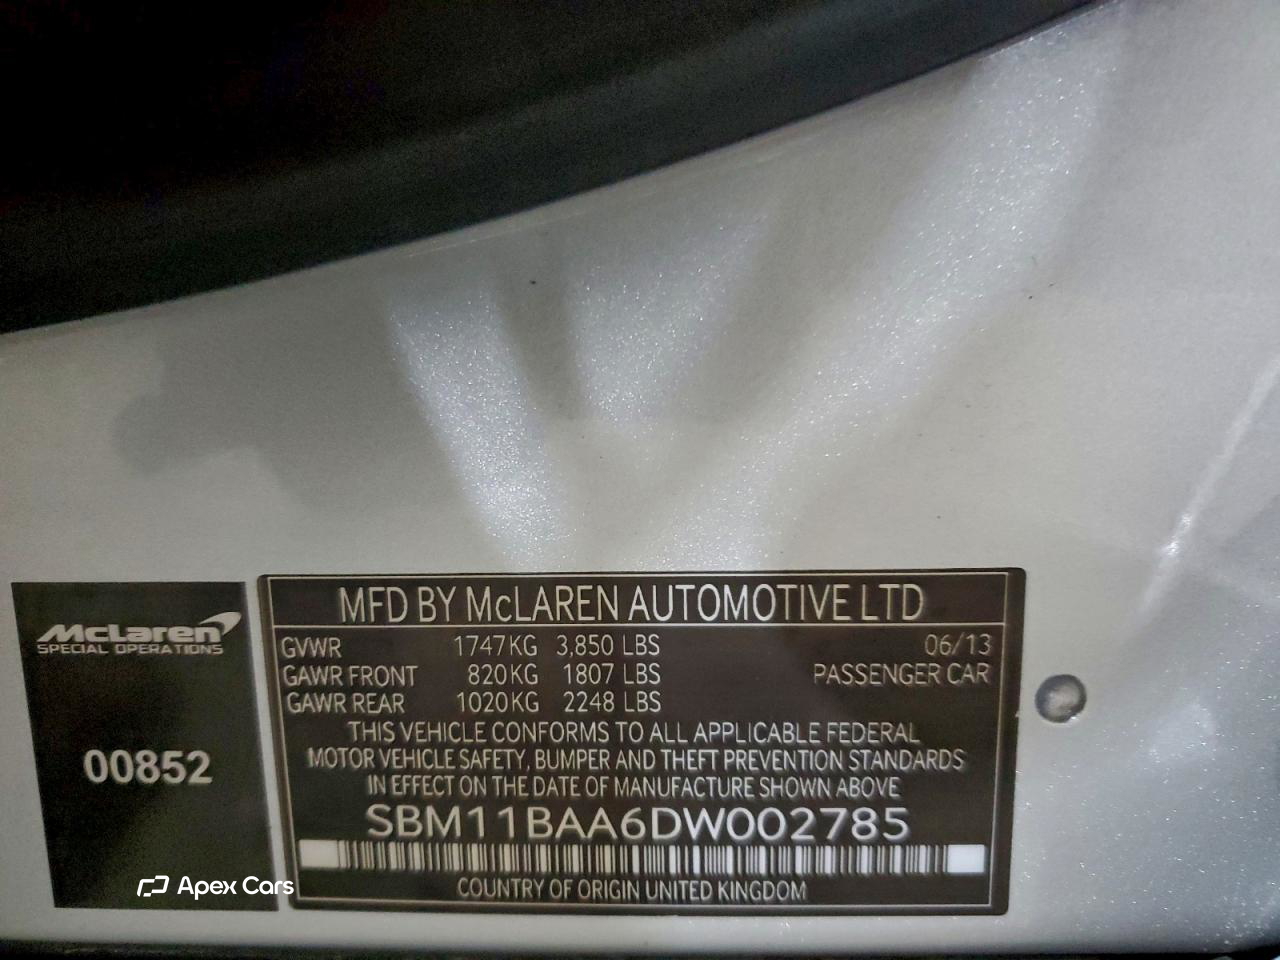 McLaren
SPECIAL OPERATIONS
00852
MFD BY McLAREN AUTOMOTIVE LTD
GVWR 1747KG 3,850 LBS 06/13
GAWR FRONT 820KG 1807 LBS PASSENGER CAR
GAWR REAR 1020KG 2248 LBS
THIS VEHICLE CONFORMS TO ALL APPLICABLE FEDERAL
MOTOR VEHICLE SAFETY, BUMPER AND THEFT PREVENTION STANDARDS
IN EFFECT ON THE DATE OF MANUFACTURE SHOWN ABOVE
SBM11BAA6DW002785
COUNTRY OF ORIGIN UNITED KINGDOM
Apex Cars